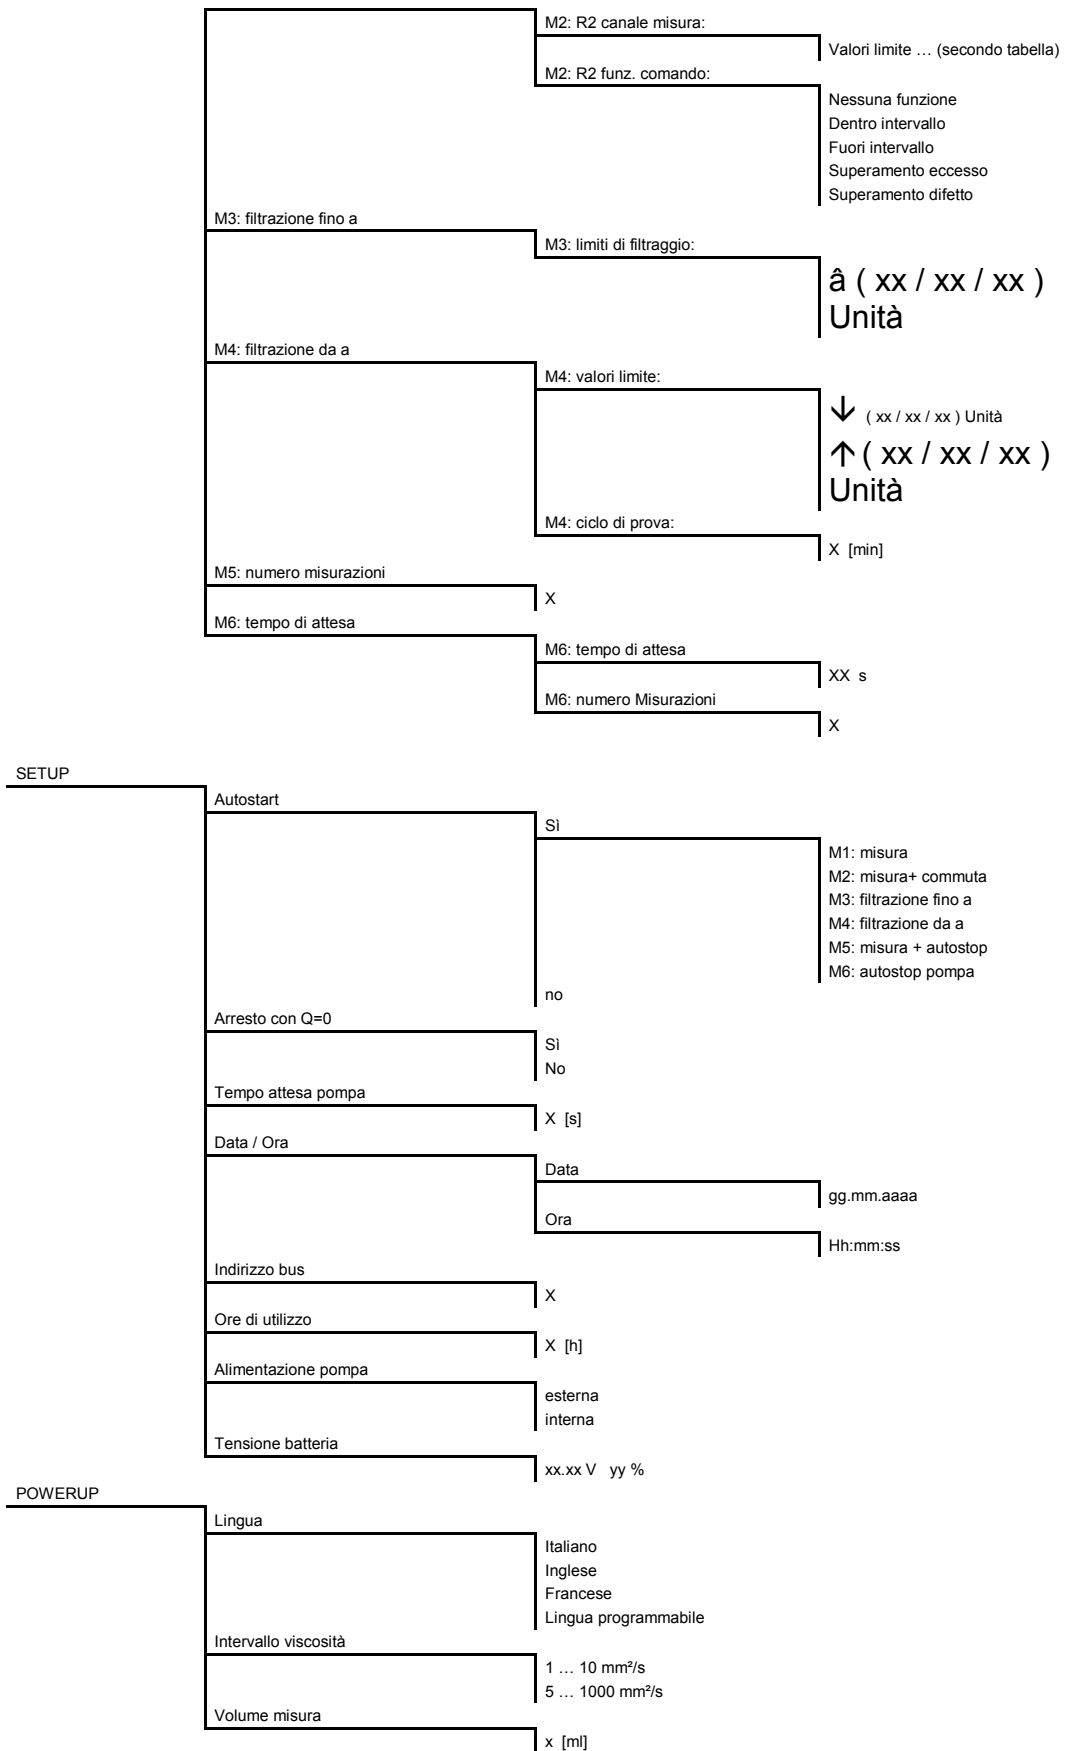 M2: R2 canale misura:
Valori limite … (secondo tabella)
M2: R2 funz. comando:
Nessuna funzione
Dentro intervallo
Fuori intervallo
Superamento eccesso
Superamento difetto
M3: filtrazione fino a
M3: limiti di filtraggio:
â ( xx / xx / xx )
Unità
M4: filtrazione da a
M4: valori limite:
↓ ( xx / xx / xx ) Unità
↑ ( xx / xx / xx )
Unità
M4: ciclo di prova:
X [min]
M5: numero misurazioni
X
M6: tempo di attesa
M6: tempo di attesa
XX s
M6: numero Misurazioni
X
SETUP
Autostart
Sì
M1: misura
M2: misura+ commuta
M3: filtrazione fino a
M4: filtrazione da a
M5: misura + autostop
M6: autostop pompa
no
Arresto con Q=0
Sì
No
Tempo attesa pompa
X [s]
Data / Ora
Data
gg.mm.aaaa
Ora
Hh:mm:ss
Indirizzo bus
X
Ore di utilizzo
X [h]
Alimentazione pompa
esterna
interna
Tensione batteria
xx.xx V yy %
POWERUP
Lingua
Italiano
Inglese
Francese
Lingua programmabile
Intervallo viscosità
1 … 10 mm²/s
5 … 1000 mm²/s
Volume misura
x [ml]